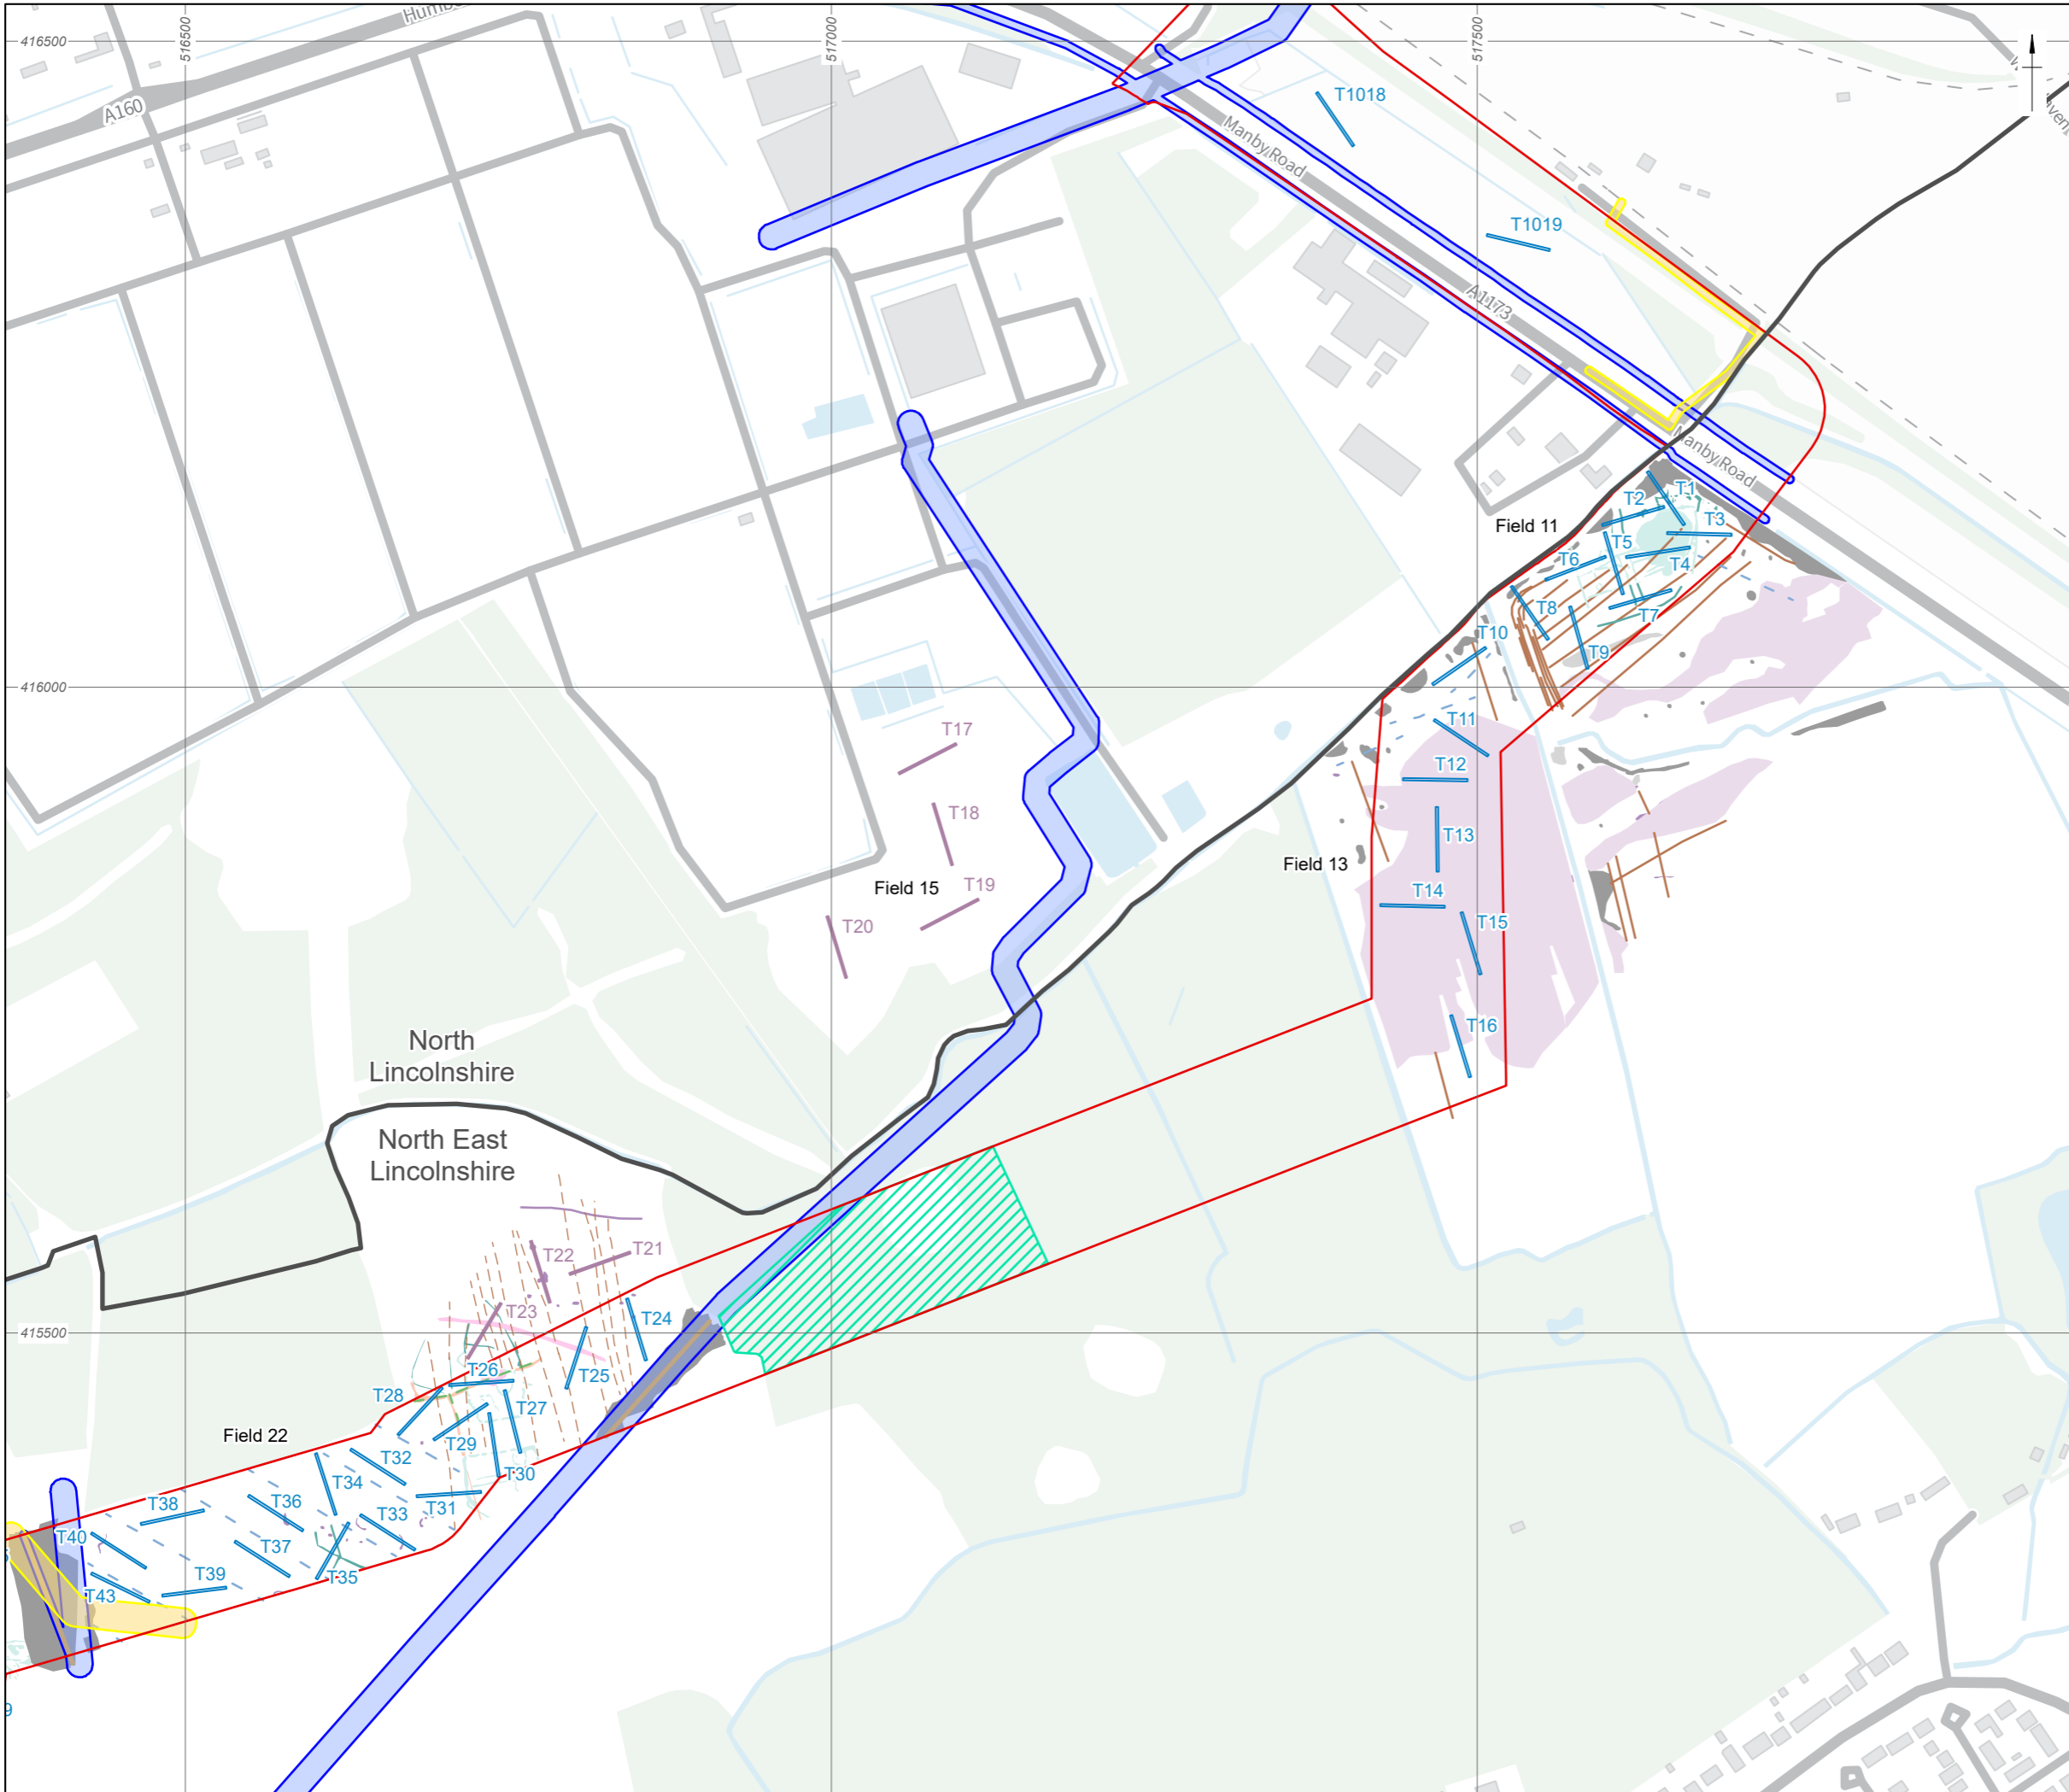 416500
516500
517000
517500
A160
Manby Road
T1018
T1019
A1173
Manby Road
Field 11
T1
T2
T3
T5
T6
T4
T8
T7
T10
T9
416000
T11
T17
T12
T18
T13
Field 13
Field 15
T19
T14
T20
T15
T16
North
Lincolnshire
North East
Lincolnshire
T22
T21
T23
T24
415500
T26
T25
T28
T27
Field 22
T29
T32
T30
T34
T36
T38
T33
T31
T40
T37
T39
T35
T43
9